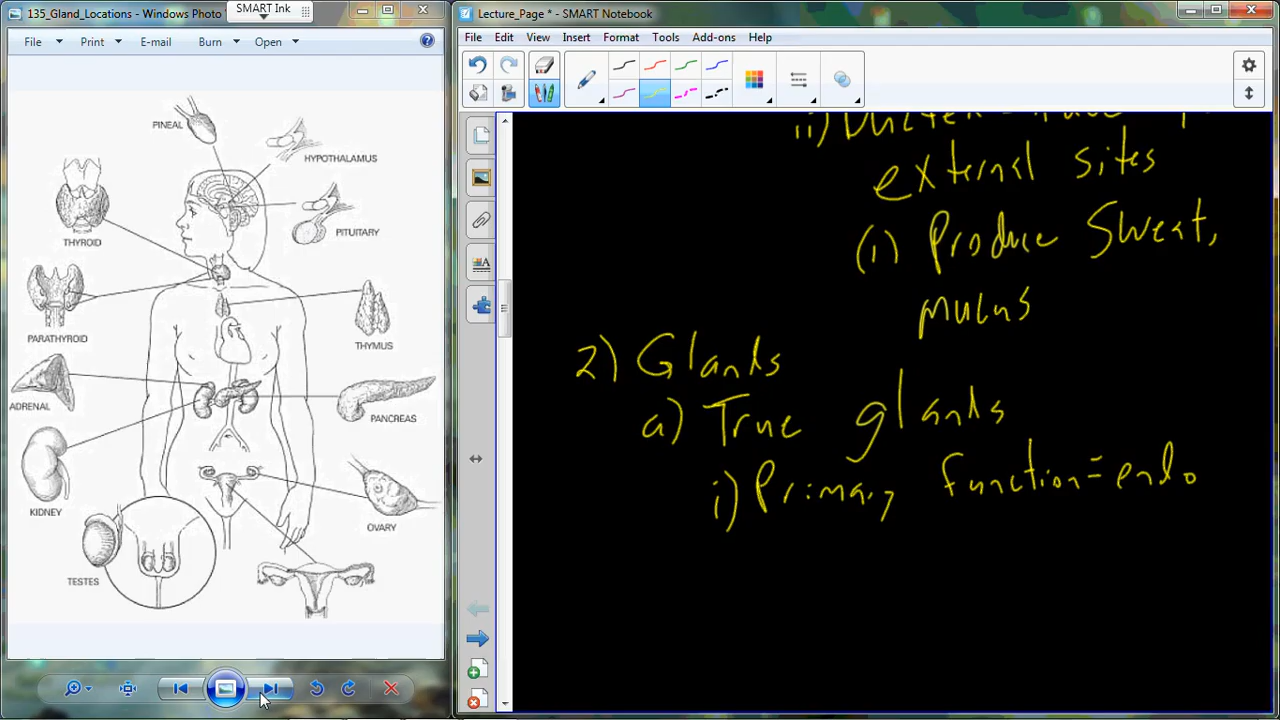 135_Gland_Locations - Windows Photo
SMART Ink
File Print E-mail Burn Open
PINEAL
HYPOTHALAMUS
THYROID
PITUITARY
PARATHYROID
THYMUS
ADRENAL
PANCREAS
KIDNEY
OVARY
TESTES
Lecture_Page * - SMART Notebook
File Edit View Insert Format Tools Add-ons Help
ii)
external sites
(i) Produce Sweat,
mucus
2) Glands
a) True glands
i) Primary function = endo